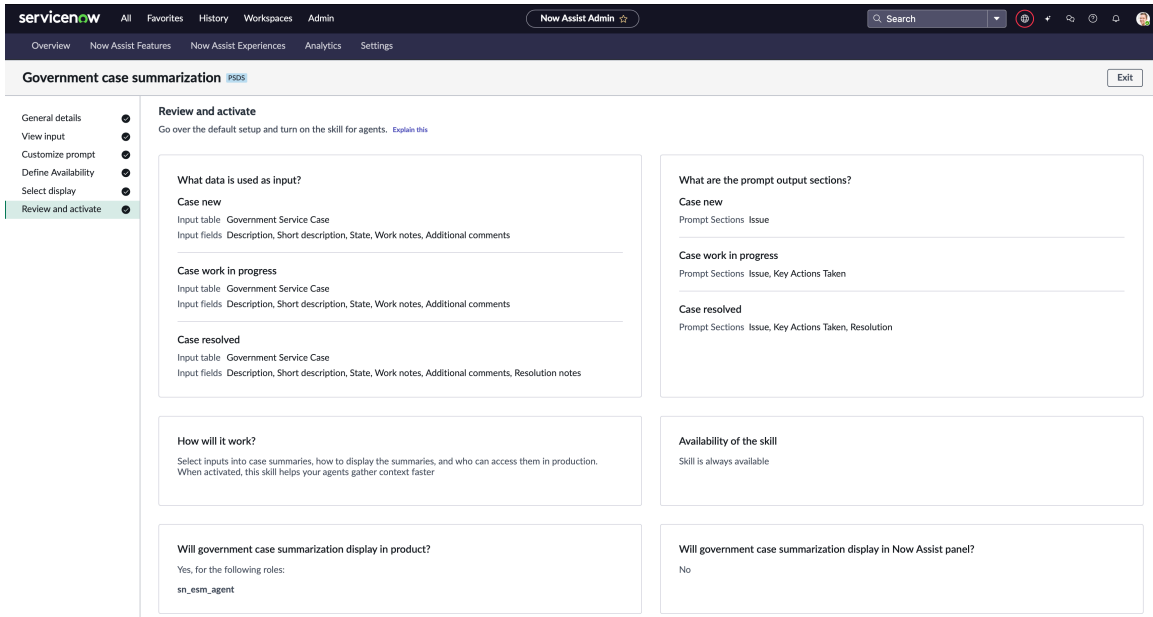 servicenow All Favorites History Workspaces Admin Now Assist Admin Search
Overview Now Assist Features Now Assist Experiences Analytics Settings
Government case summarization PSDS Exit
General details
View input
Customize prompt
Define Availability
Select display
Review and activate
Review and activate
Go over the default setup and turn on the skill for agents. Explain this
What data is used as input?
Case new
Input table Government Service Case
Input fields Description, Short description, State, Work notes, Additional comments
Case work in progress
Input table Government Service Case
Input fields Description, Short description, State, Work notes, Additional comments
Case resolved
Input table Government Service Case
Input fields Description, Short description, State, Work notes, Additional comments, Resolution notes
What are the prompt output sections?
Case new
Prompt Sections Issue
Case work in progress
Prompt Sections Issue, Key Actions Taken
Case resolved
Prompt Sections Issue, Key Actions Taken, Resolution
How will it work?
Select inputs into case summaries, how to display the summaries, and who can access them in production.
When activated, this skill helps your agents gather context faster
Availability of the skill
Skill is always available
Will government case summarization display in product?
Yes, for the following roles:
sn_esm_agent
Will government case summarization display in Now Assist panel?
No